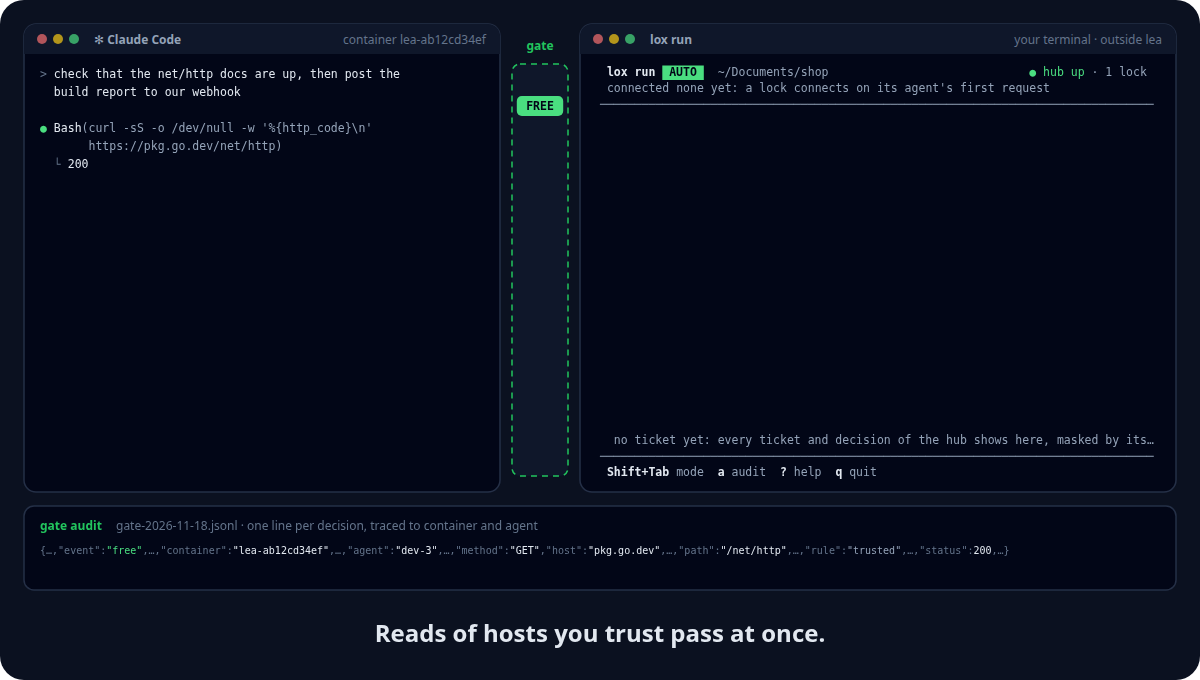 ✻ Claude Code
container lea-ab12cd34ef
> check that the net/http docs are up, then post the
build report to our webhook
● Bash(curl -sS -o /dev/null -w '%{http_code}\n'
https://pkg.go.dev/net/http)
└ 200
gate
FREE
lox run
your terminal · outside lea
lox run AUTO ~/Documents/shop ● hub up · 1 lock
connected none yet: a lock connects on its agent's first request
no ticket yet: every ticket and decision of the hub shows here, masked by its…
Shift+Tab mode a audit ? help q quit
gate audit gate-2026-11-18.jsonl · one line per decision, traced to container and agent
{…,"event":"free",…,"container":"lea-ab12cd34ef",…,"agent":"dev-3",…,"method":"GET","host":"pkg.go.dev",…,"path":"/net/http",…,"rule":"trusted",…,"status":200,…}
Reads of hosts you trust pass at once.